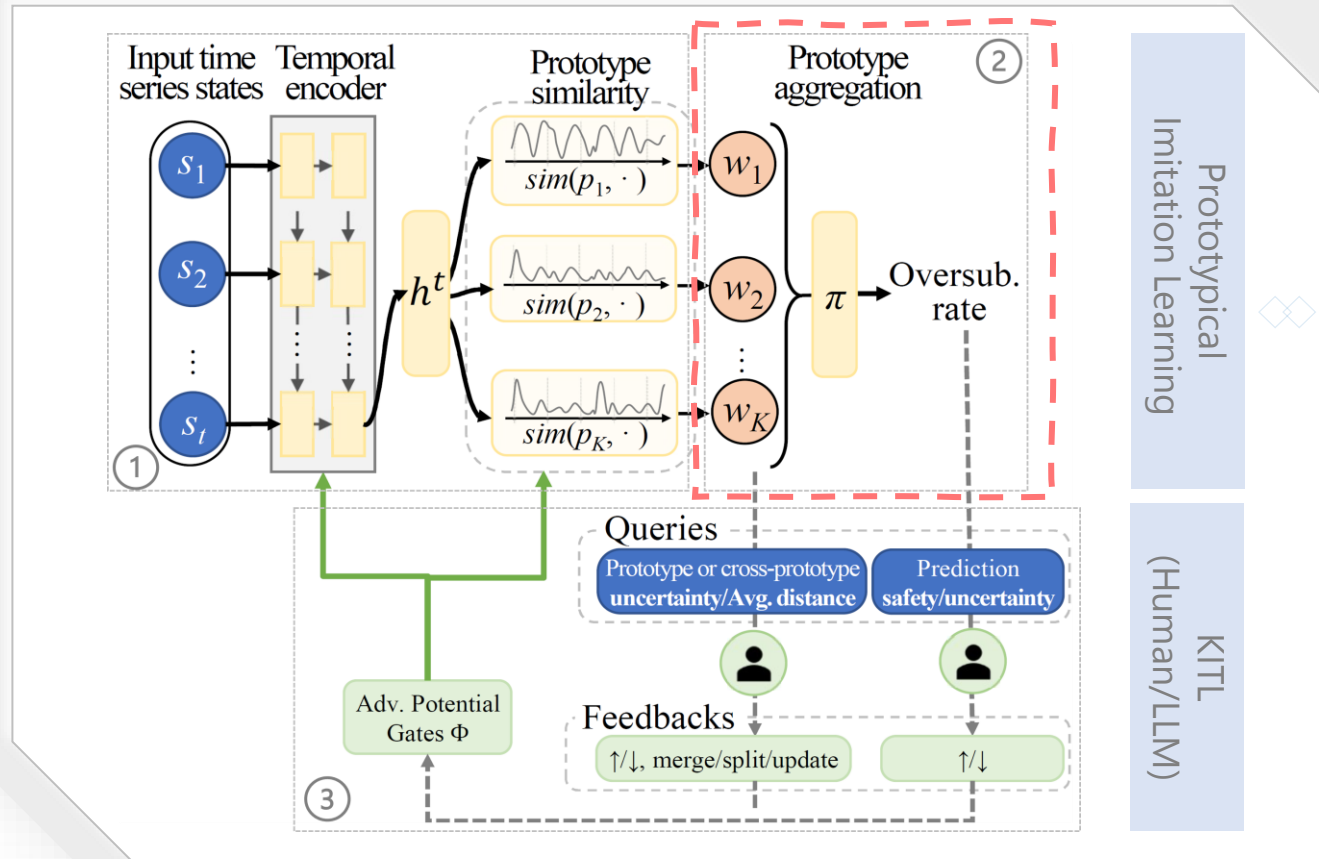 Input time
series states
Temporal
encoder
Prototype
similarity
Prototype
aggregation
2
s1
s2
⋮
st
1
h^t
sim(p1, · )
sim(p2, · )
sim(pK, · )
w1
w2
⋮
wK
π
Oversub.
rate
Prototypical
Imitation Learning
Queries
Prototype or cross-prototype
uncertainty/Avg. distance
Prediction
safety/uncertainty
Adv. Potential
Gates Φ
Feedbacks
↑/↓, merge/split/update
↑/↓
3
KITL
(Human/LLM)